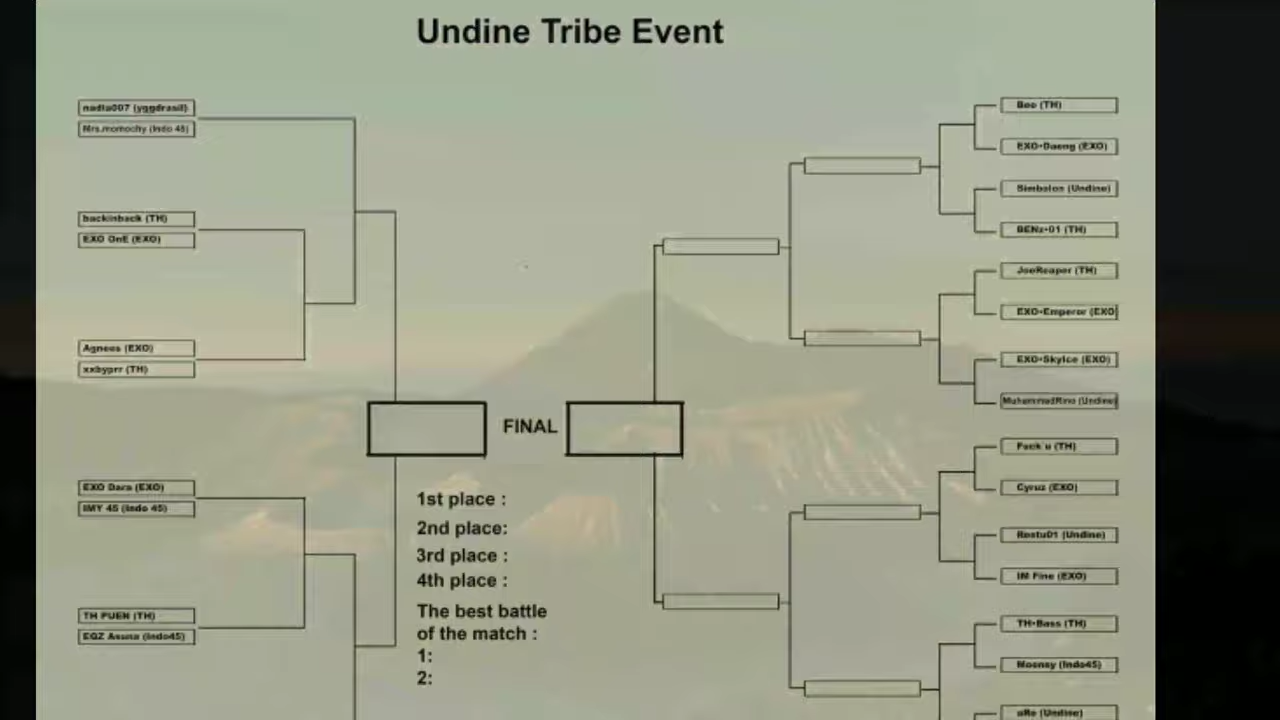 Undine Tribe Event
nadia007 (yggdrasil)
Mrs.momochy (Indo 45)
backinback (TH)
EXO OnE (EXO)
Agnees (EXO)
xxbyprr (TH)
EXO Dara (EXO)
IMY 45 (Indo 45)
TH PUEN (TH)
EQZ Asuna (Indo45)
FINAL
1st place :
2nd place:
3rd place :
4th place :
The best battle
of the match :
1:
2:
Boo (TH)
EXO•Daeng (EXO)
Simbolon (Undine)
BENz•01 (TH)
JoeReaper (TH)
EXO•Emperor (EXO)
EXO•SkyIce (EXO)
MuhammadRino (Undine)
Fuck u (TH)
Cyruz (EXO)
Restu01 (Undine)
IM Fine (EXO)
TH•Bass (TH)
Moonsy (Indo45)
(Undine)